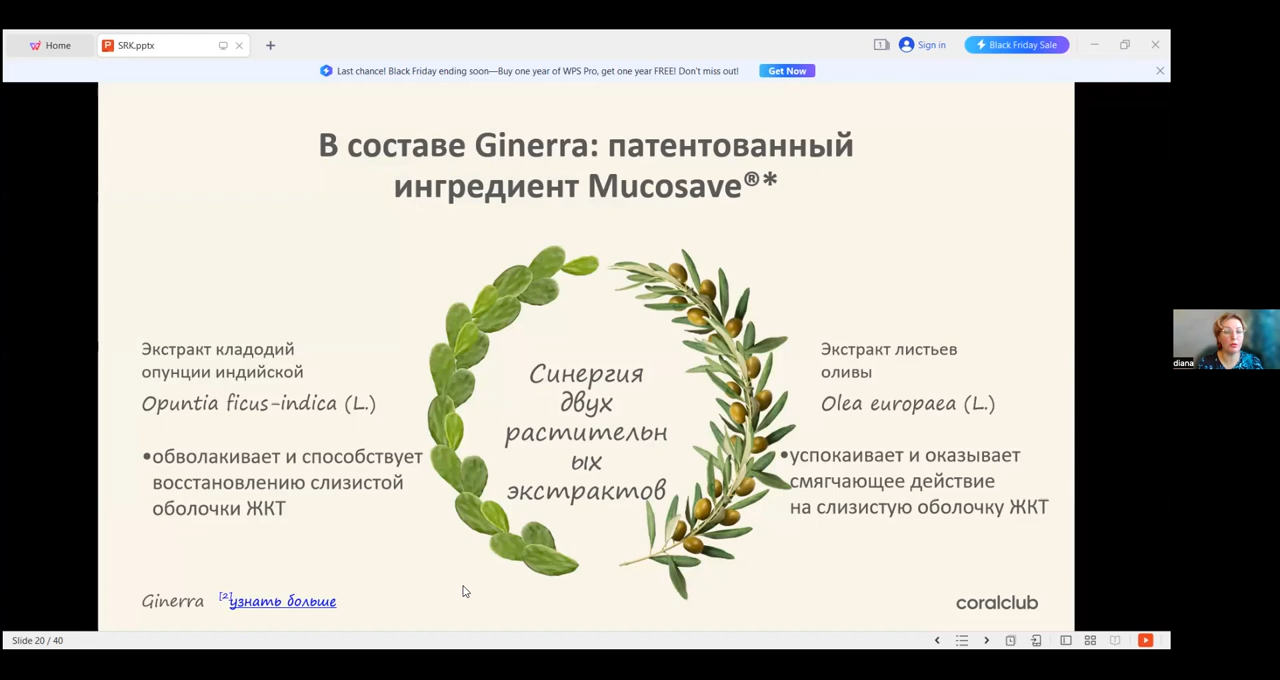 Home
SRK.pptx
1
Sign in
Black Friday Sale
Last chance! Black Friday ending soon—Buy one year of WPS Pro, get one year FREE! Don't miss out!
Get Now
В составе Ginerra: патентованный
ингредиент Mucosave®*
Экстракт кладодий
опунции индийской
Opuntia ficus-indica (L.)
•обволакивает и способствует
восстановлению слизистой
оболочки ЖКТ
Синергия
двух
растительн
ых
экстрактов
Экстракт листьев
оливы
Olea europaea (L.)
•успокаивает и оказывает
смягчающее действие
на слизистую оболочку ЖКТ
diana
Ginerra [2]узнать больше
coralclub
Slide 20 / 40